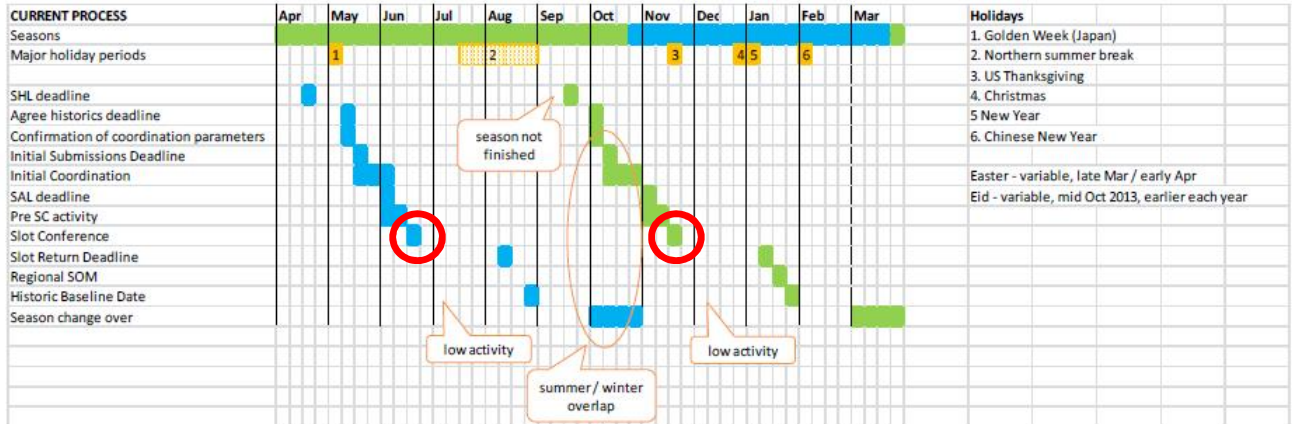 CURRENT PROCESS Apr May Jun Jul Aug Sep Oct Nov Dec Jan Feb Mar Holidays
Seasons 1. Golden Week (Japan)
Major holiday periods 1 2 3 4 5 6 2. Northern summer break
3. US Thanksgiving
SHL deadline 4. Christmas
Agree historics deadline 5 New Year
Confirmation of coordination parameters season not 6. Chinese New Year
Initial Submissions Deadline finished
Initial Coordination Easter - variable, late Mar / early Apr
SAL deadline Eid - variable, mid Oct 2013, earlier each year
Pre SC activity
Slot Conference
Slot Return Deadline
Regional SOM
Historic Baseline Date
Season change over
low activity low activity
summer / winter
overlap